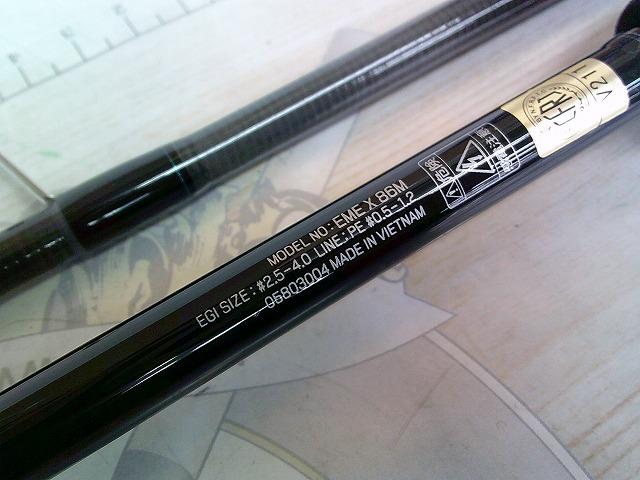 MODEL NO : EME X 86M
EGI SIZE : #2.5-4.0 LINE : PE #0.5-1.2
05803004 MADE IN VIETNAM
V211